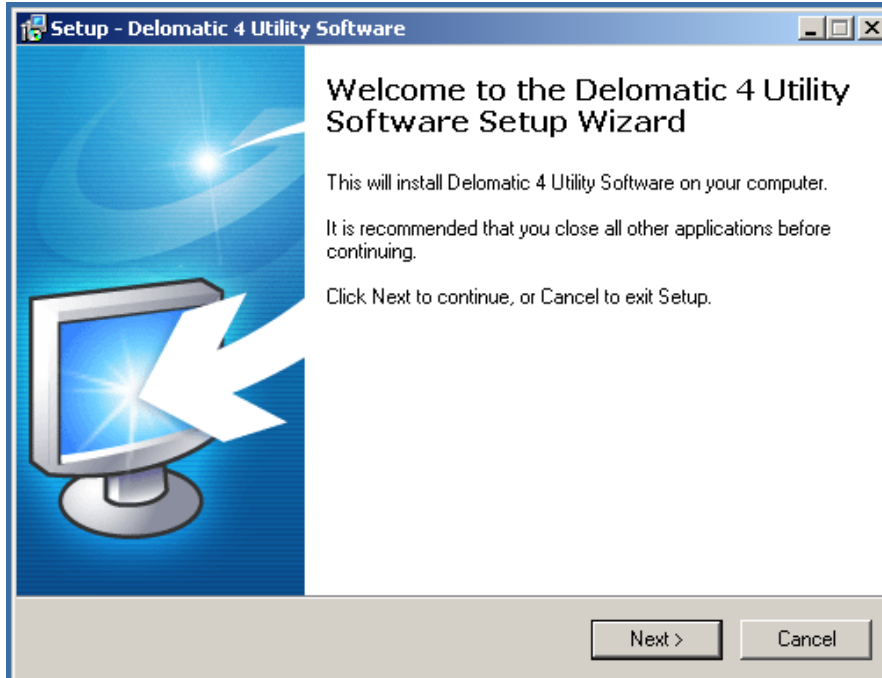 Setup - Delomatic 4 Utility Software
Welcome to the Delomatic 4 Utility
Software Setup Wizard
This will install Delomatic 4 Utility Software on your computer.
It is recommended that you close all other applications before
continuing.
Click Next to continue, or Cancel to exit Setup.
Next >
Cancel